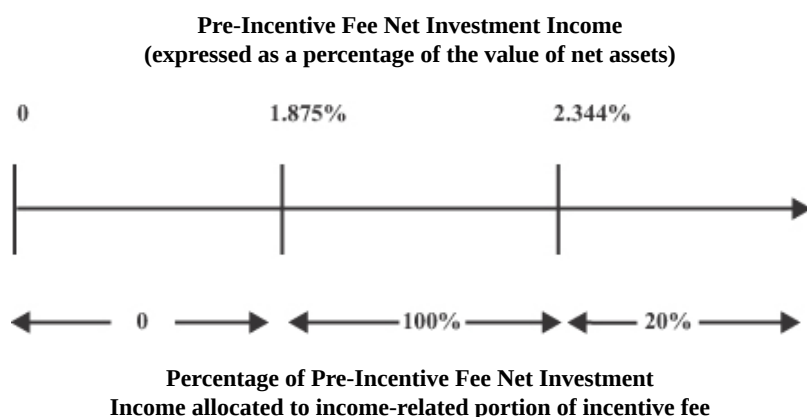 Pre-Incentive Fee Net Investment Income
(expressed as a percentage of the value of net assets)
0 1.875% 2.344%
0 100% 20%
Percentage of Pre-Incentive Fee Net Investment
Income allocated to income-related portion of incentive fee